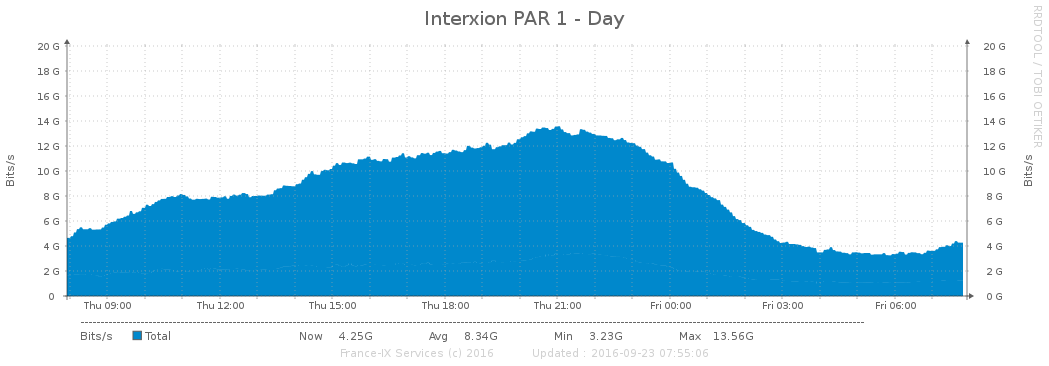 Interxion PAR 1 - Day
RRDTOOL / TOBI OETIKER
Bits/s
20 G
18 G
16 G
14 G
12 G
10 G
8 G
6 G
4 G
2 G
0
20 G
18 G
16 G
14 G
12 G
10 G
8 G
6 G
4 G
2 G
0 G
Bits/s
Thu 09:00 Thu 12:00 Thu 15:00 Thu 18:00 Thu 21:00 Fri 00:00 Fri 03:00 Fri 06:00
Bits/s Total Now 4.25G Avg 8.34G Min 3.23G Max 13.56G
France-IX Services (c) 2016 Updated : 2016-09-23 07:55:06